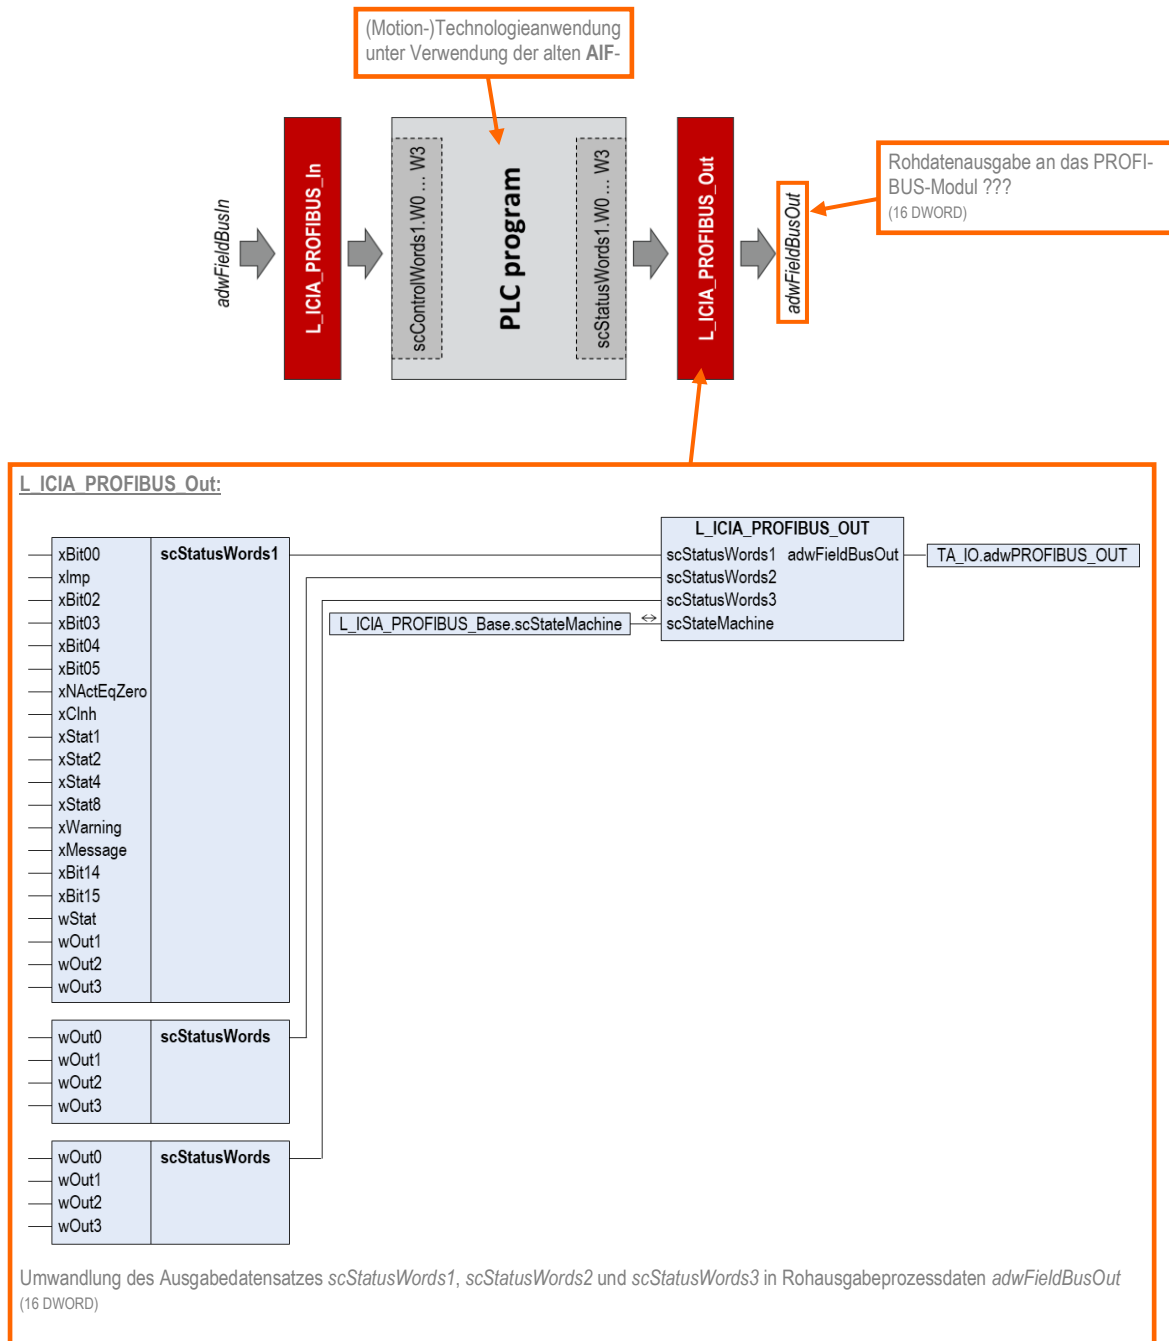 (Motion-)Technologieanwendung
unter Verwendung der alten AIF-
adwFieldBusIn
L_ICIA_PROFIBUS_In
scControlWords1.W0 ... W3
PLC program
scStatusWords1.W0 ... W3
L_ICIA_PROFIBUS_Out
adwFieldBusOut
Rohdatenausgabe an das PROFI-
BUS-Modul ???
(16 DWORD)
L_ICIA_PROFIBUS_Out:
xBit00
xImp
xBit02
xBit03
xBit04
xBit05
xNActEqZero
xCInh
xStat1
xStat2
xStat4
xStat8
xWarning
xMessage
xBit14
xBit15
wStat
wOut1
wOut2
wOut3
scStatusWords1
wOut0 scStatusWords
wOut1
wOut2
wOut3
wOut0 scStatusWords
wOut1
wOut2
wOut3
L_ICIA_PROFIBUS_Base.scStateMachine
L_ICIA_PROFIBUS_OUT
scStatusWords1 adwFieldBusOut
scStatusWords2
scStatusWords3
scStateMachine
TA_IO.adwPROFIBUS_OUT
Umwandlung des Ausgabedatensatzes scStatusWords1, scStatusWords2 und scStatusWords3 in Rohausgabeprozessdaten adwFieldBusOut
(16 DWORD)